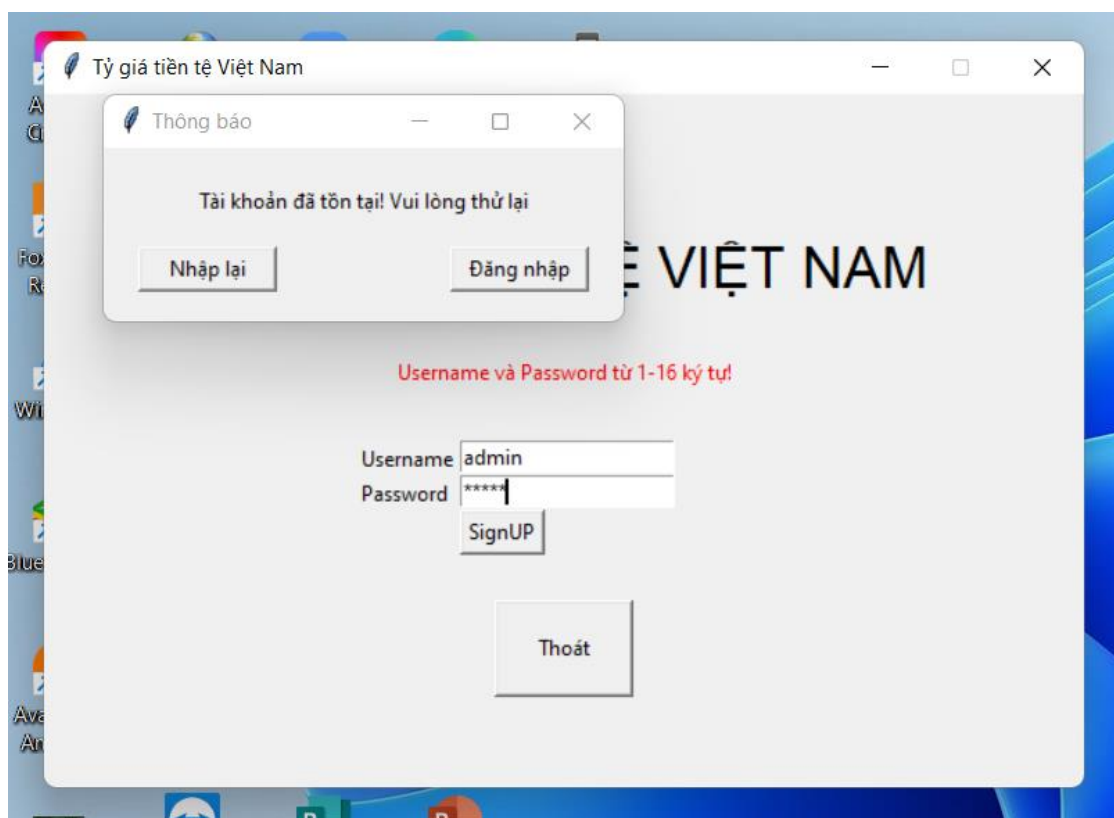 Tỷ giá tiền tệ Việt Nam
Thông báo
Tài khoản đã tồn tại! Vui lòng thử lại
Nhập lại
Đăng nhập
Ệ VIỆT NAM
Username và Password từ 1-16 ký tự!
Username admin
Password *****
SignUP
Thoát